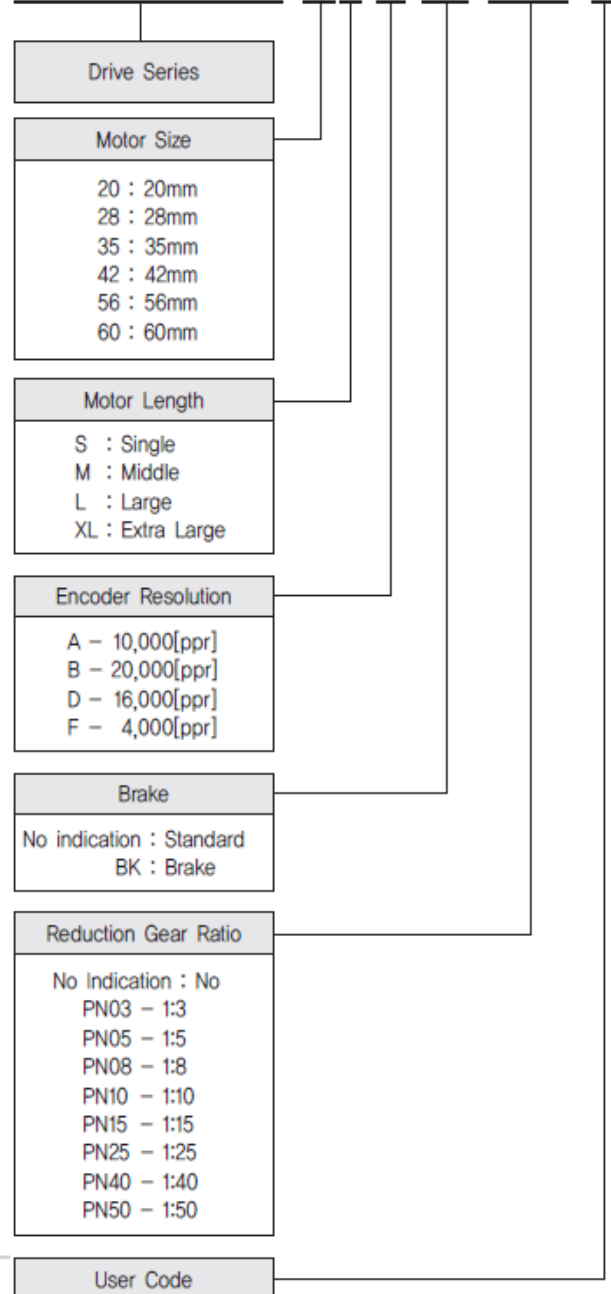 Drive Series
Motor Size
20 : 20mm
28 : 28mm
35 : 35mm
42 : 42mm
56 : 56mm
60 : 60mm
Motor Length
S : Single
M : Middle
L : Large
XL : Extra Large
Encoder Resolution
A – 10,000[ppr]
B – 20,000[ppr]
D – 16,000[ppr]
F – 4,000[ppr]
Brake
No indication : Standard
BK : Brake
Reduction Gear Ratio
No Indication : No
PN03 – 1:3
PN05 – 1:5
PN08 – 1:8
PN10 – 1:10
PN15 – 1:15
PN25 – 1:25
PN40 – 1:40
PN50 – 1:50
User Code